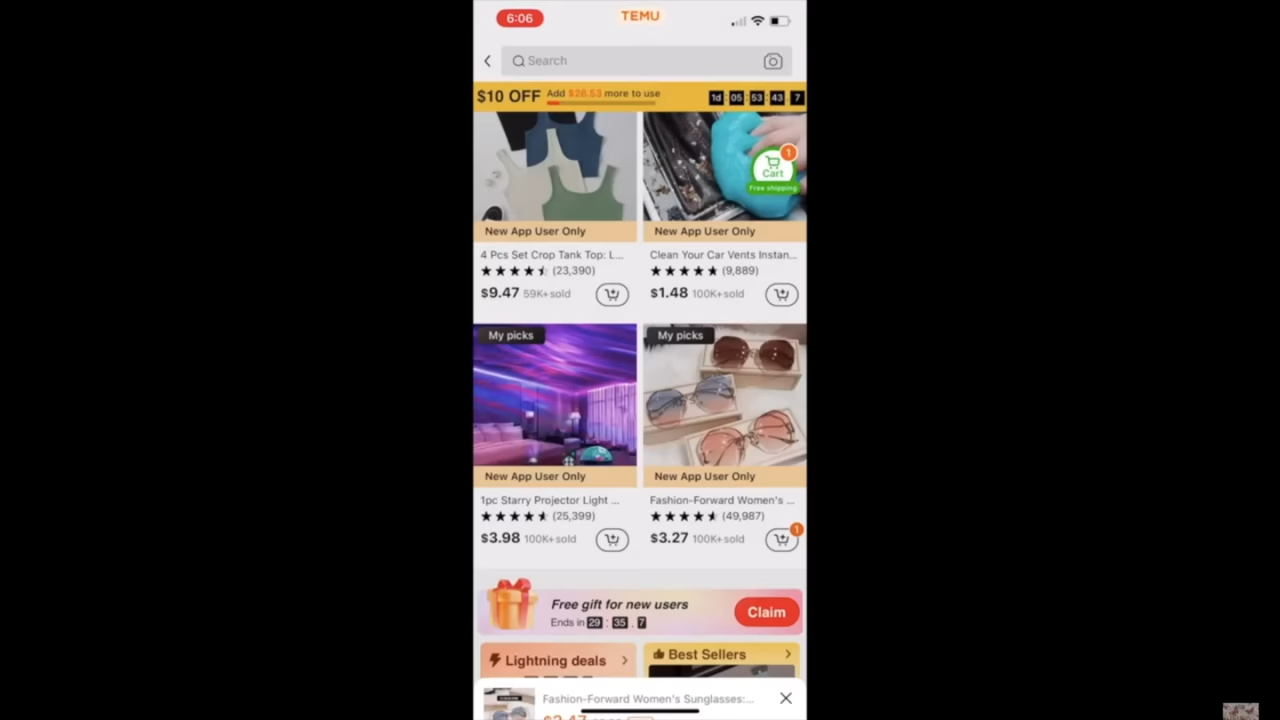 6:06
TEMU
Search
$10 OFF
Add $26.53 more to use
1d 05 53 43 7
1
Cart
Free shipping
New App User Only
New App User Only
4 Pcs Set Crop Tank Top: L...
Clean Your Car Vents Instan...
(23,390)
(9,889)
$9.47 59K+sold
$1.48 100K+sold
My picks
My picks
New App User Only
New App User Only
1pc Starry Projector Light ...
Fashion-Forward Women's ...
(25,399)
(49,987)
$3.98 100K+sold
$3.27 100K+sold
1
Free gift for new users
Ends in 29 : 35 . 7
Claim
Lightning deals
Best Sellers
Fashion-Forward Women's Sunglasses:...